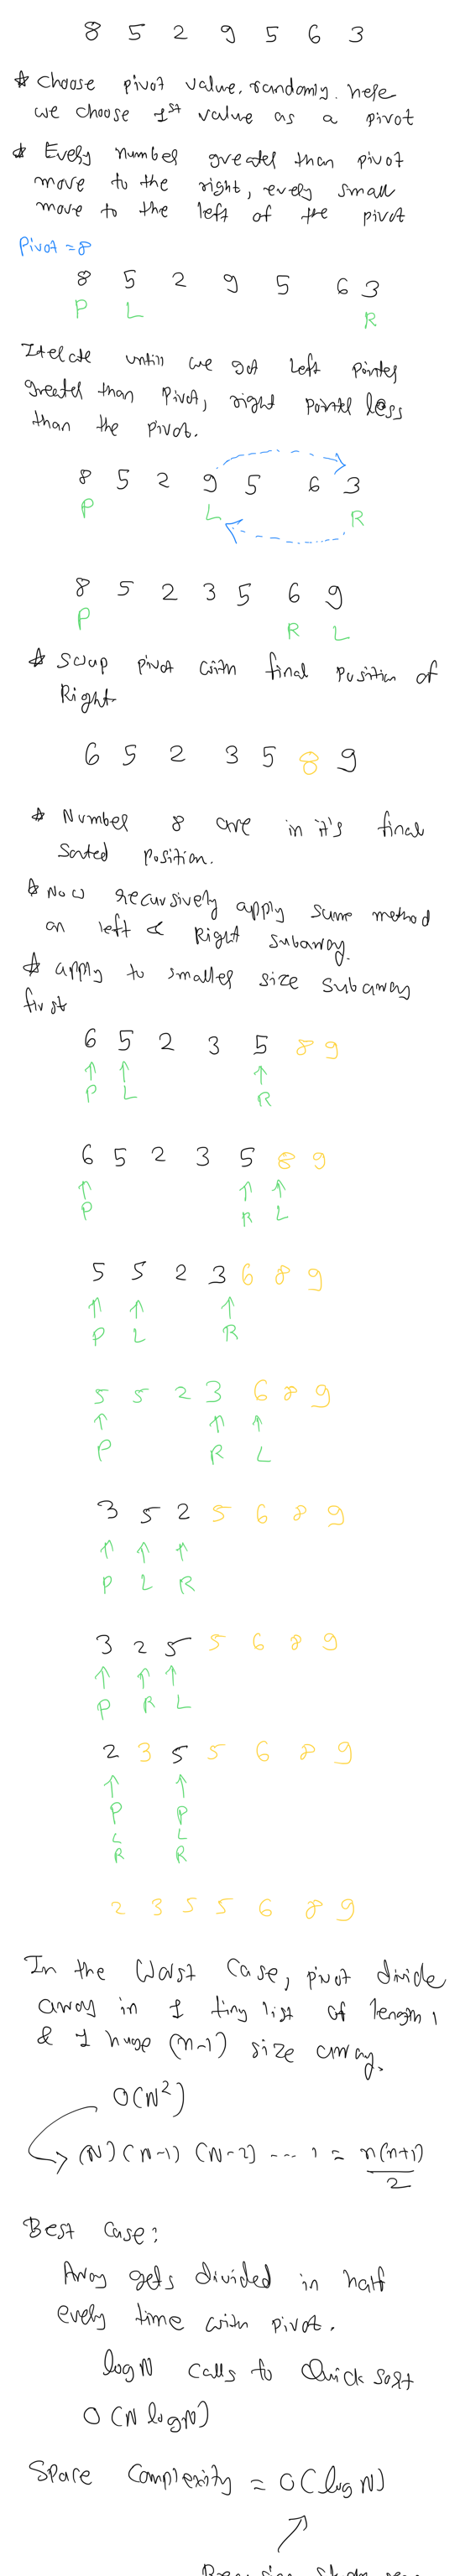 8 5 2 9 5 6 3
* Choose pivot value, randomly. here
we choose 1st value as a pivot
* Every number greater than pivot
move to the right, every small
move to the left of the pivot
Pivot = 8
8 5 2 9 5 6 3
P L R
Iterate untill we got left pointer
greater than pivot, right pointer less
than the pivot.
8 5 2 9 5 6 3
P L R
8 5 2 3 5 6 9
P R L
* Swap pivot with final position of
Right
6 5 2 3 5 8 9
* Number 8 are in it's final
Sorted position.
* Now recursively apply same method
on left & Right subarray.
* apply to smaller size subarray
first
6 5 2 3 5 8 9
P L R
6 5 2 3 5 8 9
P R L
5 5 2 3 6 8 9
P L R
5 5 2 3 6 8 9
P R L
3 5 2 5 6 8 9
P L R
3 2 5 5 6 8 9
P R L
2 3 5 5 6 8 9
P P
L L
R R
2 3 5 5 6 8 9
In the Worst Case, pivot divide
array in 1 tiny list of length 1
& 1 huge (n-1) size array.
O(N²)
(N)(N-1) (N-2) --- 1 = n(n+1)
2
Best Case:
Array gets divided in half
every time with pivot.
log N calls to Quick sort
O(N log N)
Space Complexity = O(log N)